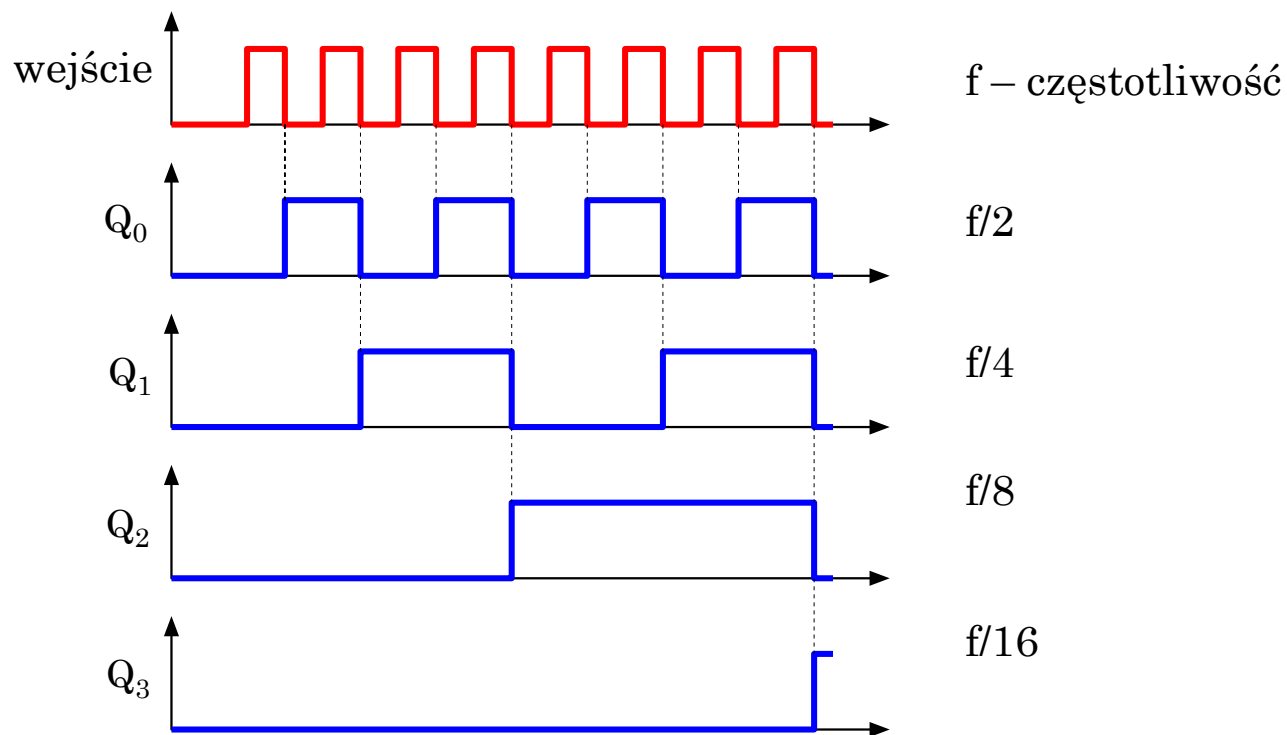 wejście
f – częstotliwość
Q0
f/2
Q1
f/4
Q2
f/8
Q3
f/16